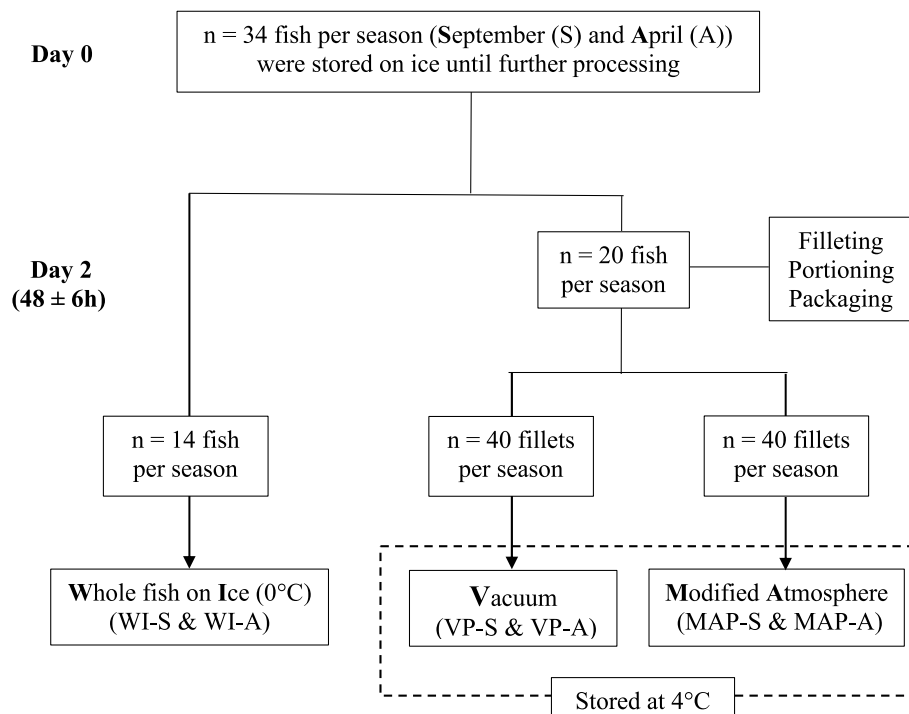 Day 0
n = 34 fish per season (September (S) and April (A))
were stored on ice until further processing
Day 2
(48 ± 6h)
n = 20 fish
per season
Filleting
Portioning
Packaging
n = 14 fish
per season
n = 40 fillets
per season
n = 40 fillets
per season
Whole fish on Ice (0°C)
(WI-S & WI-A)
Vacuum
(VP-S & VP-A)
Modified Atmosphere
(MAP-S & MAP-A)
Stored at 4°C